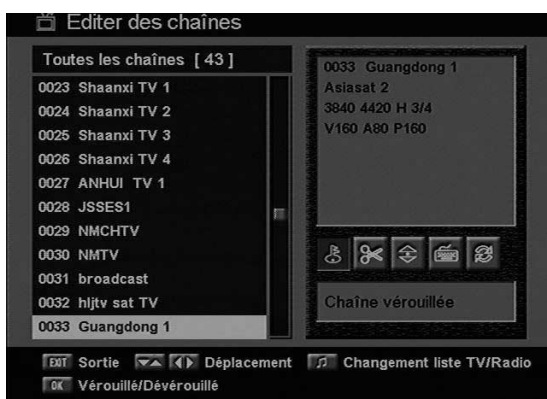 Editer des chaînes
Toutes les chaînes [ 43 ]
0023 Shaanxi TV 1
0024 Shaanxi TV 2
0025 Shaanxi TV 3
0026 Shaanxi TV 4
0027 ANHUI TV 1
0028 JSSES1
0029 NMCHTV
0030 NMTV
0031 broadcast
0032 hljtv sat TV
0033 Guangdong 1
0033 Guangdong 1
Asiasat 2
3840 4420 H 3/4
V160 A80 P160
Chaîne vérouillée
EXIT Sortie Déplacement Changement liste TV/Radio
OK Vérouillé/Dévérouillé